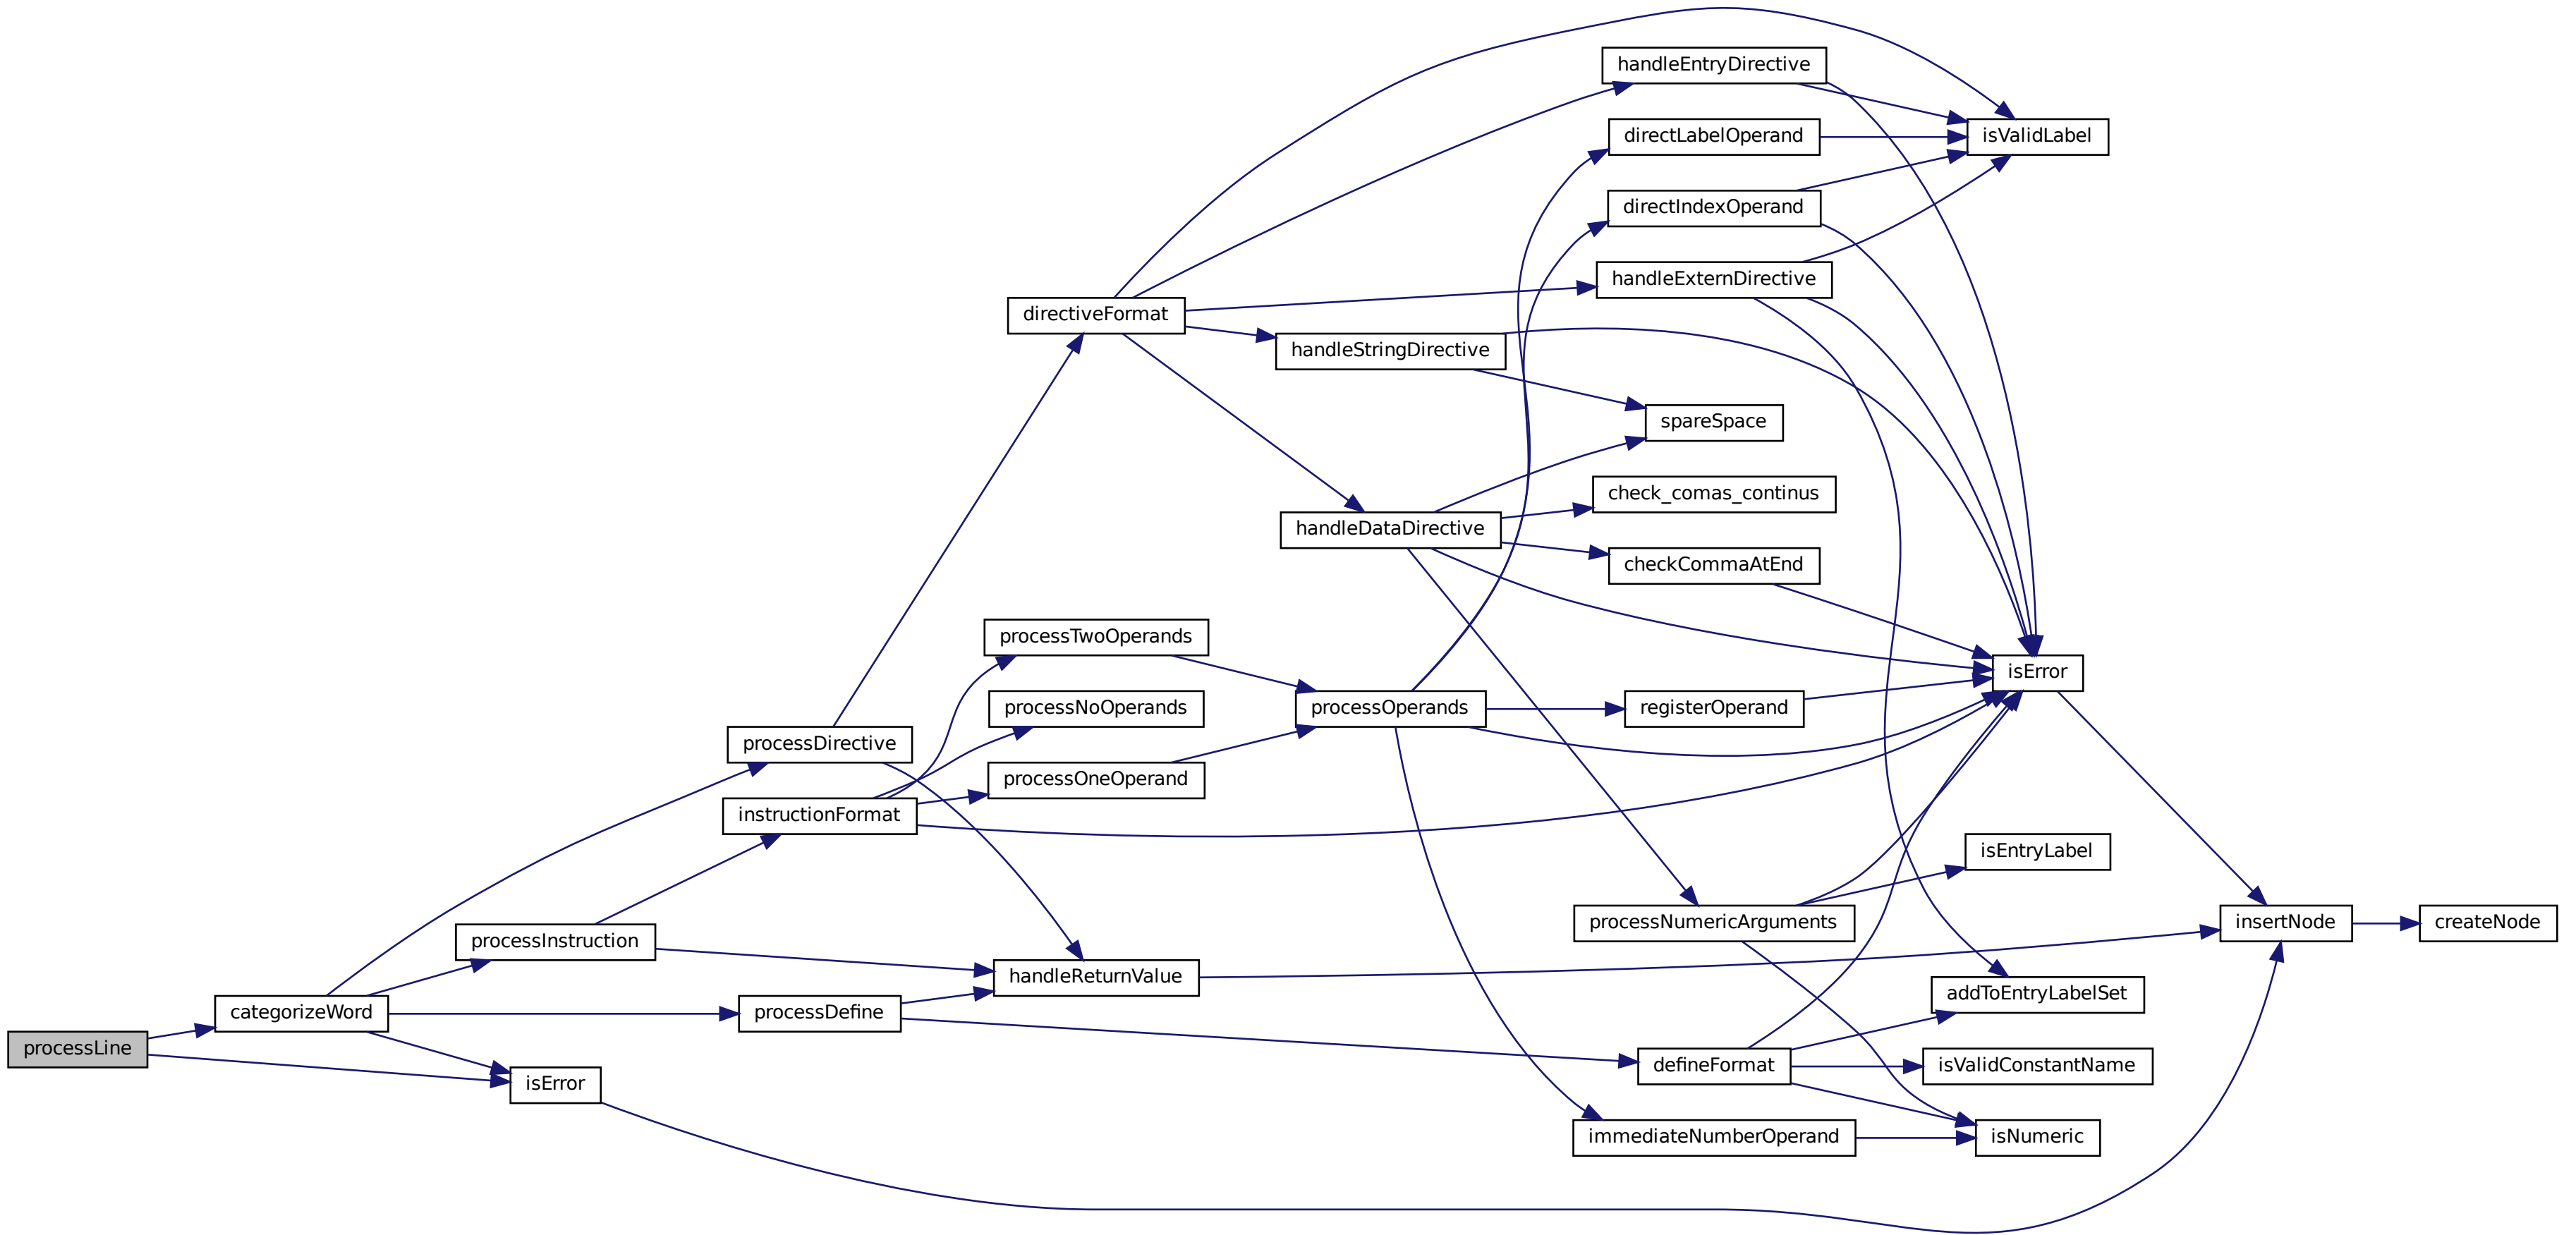 handleEntryDirective
directLabelOperand
isValidLabel
directIndexOperand
handleExternDirective
directiveFormat
handleStringDirective
spareSpace
check_comas_continus
handleDataDirective
checkCommaAtEnd
processTwoOperands
isError
processNoOperands
processOperands
registerOperand
processDirective
processOneOperand
instructionFormat
isEntryLabel
processNumericArguments
insertNode
createNode
processInstruction
handleReturnValue
addToEntryLabelSet
categorizeWord
processDefine
processLine
defineFormat
isValidConstantName
isError
immediateNumberOperand
isNumeric